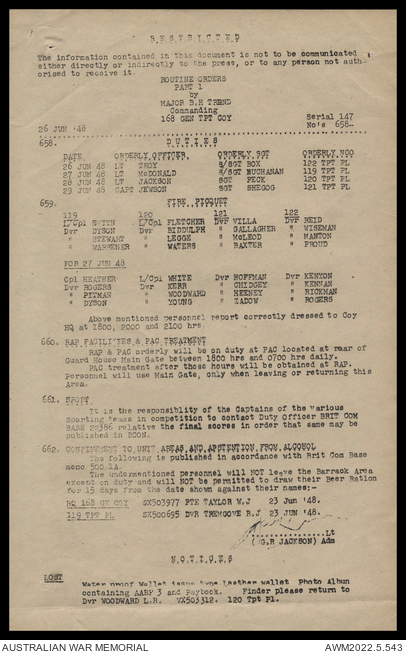 R E S T R I C T E D
The information contained in this document is not to be communicated
either directly or indirectly to the press, or to any person not auth-
orised to receive it.
ROUTINE ORDERS
PART 1
by
MAJOR B.H TREND
Commanding
168 GEN TPT COY
Serial 147
No's 658-
26 JUN '48
658. D U T I E S
DATE ORDERLY OFFICER ORDERLY SGT ORDERLY NCO
26 JUN 48 LT TROY S/SGT BOX 122 TPT PL
27 JUN 48 LT McDONALD S/SGT BUCHANAN 119 TPT PL
28 JUN 48 LT JACKSON SGT PECK 120 TPT PL
29 JUN 48 CAPT JEWSON SGT SHEGOG 121 TPT PL
659. FIRE PICQUET
119 120 121 122
L/Cpl SMITH L/Cpl FLETCHER Dvr VILLA Dvr REID
Dvr DYSON Dvr BIDDULPH " GALLAGHER " WISEMAN
" STEWART " LEGGE " McLEOD " MANTON
" WARRENER " WATERS " BAXTER " PROUD
FOR 27 JUN 48
Cpl HEATHER L/Cpl WHITE Dvr HOFFMAN Dvr KENYON
Dvr ROGERS Dvr KERR " CHIDGEY " KEENAN
" PITMAN " WOODWARD " HEENEY " RICKMAN
" DYSON " YOUNG " ZADOW " ROGERS
Above mentioned personnel report correctly dressed to Coy
HQ at 1800, 2000 and 2100 hrs.
660. RAP FACILITES & PAC TREATMENT
RAP & PAC orderly will be on duty at PAC located at rear of
Guard House Main Gate between 1800 hrs and 0700 hrs daily.
PAC treatment after those hours will be obtained at RAP.
Personnel will use Main Gate, only when leaving or returning this
Area.
661. SPORT
It is the responsiblity of the Captains of the various
Sporting teams in competition to contact Duty Officer BRIT COM
BASE 22386 relative the final scores in order that same may be
published in BCON.
662. CONFINEMENT TO UNIT AREAS AND ABSTENTION FROM ALCOHOL
The following is published in accordance with Brit Com Base
memo 500.1A.
The undermentioned personnel will NOT leave the Barrack Area
except on duty and will NOT be permitted to draw their Beer Ration
for 15 days from the date shown against their names;-
HQ 168 GT COY SX503977 PTE TAYLOR W.J 23 Jun '48.
119 TPT PL SX500695 DVR TREMGOVE R.J 23 JUN '48.
Lt
(G.R JACKSON) Adm
N O T I C E S
LOST Water proof Wallet issue type Leather wallet Photo Album
containing AABF 3 and Paybook. Finder please return to
Dvr WOODWARD L.R. VX503312. 120 Tpt Pl.
AUSTRALIAN WAR MEMORIAL
AWM2022.5.543